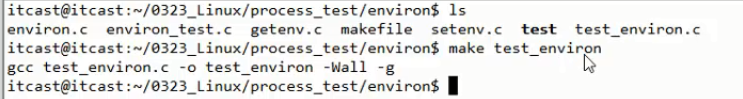 itcast@itcast:~/0323_Linux/process_test/environ$ ls
environ.c  environ_test.c  getenv.c  makefile  setenv.c  test  test_environ.c
itcast@itcast:~/0323_Linux/process_test/environ$ make test_environ
gcc test_environ.c -o test_environ -Wall -g
itcast@itcast:~/0323_Linux/process_test/environ$